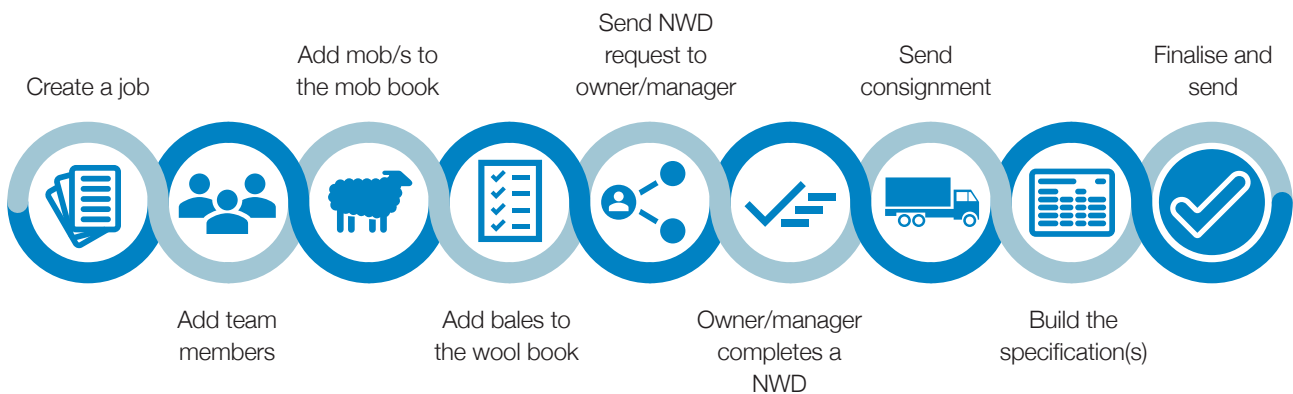 Create a job
Add team
members
Add mob/s to
the mob book
Add bales to
the wool book
Send NWD
request to
owner/manager
Owner/manager
completes a
NWD
Send
consignment
Build the
specification(s)
Finalise and
send